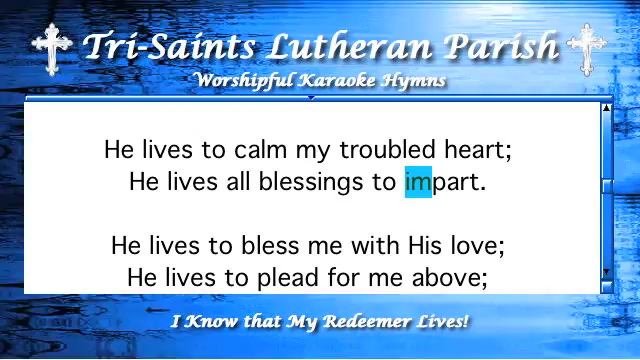 Tri-Saints Lutheran Parish
Worshipful Karaoke Hymns
He lives to calm my troubled heart;
He lives all blessings to impart.
He lives to bless me with His love;
He lives to plead for me above;
I Know that My Redeemer Lives!